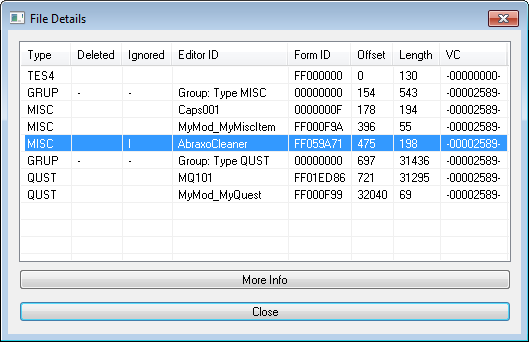 File Details
Type Deleted Ignored Editor ID Form ID Offset Length VC
TES4 FF000000 0 130 -00000000-
GRUP - - Group: Type MISC 00000000 154 543 -00002589-
MISC Caps001 0000000F 178 194 -00002589-
MISC MyMod_MyMiscItem FF000F9A 396 55 -00002589-
MISC I AbraxoCleaner FF059A71 475 198 -00002589-
GRUP - - Group: Type QUST 00000000 697 31436 -00002589-
QUST MQ101 FF01ED86 721 31295 -00002589-
QUST MyMod_MyQuest FF000F99 32040 69 -00002589-
More Info
Close